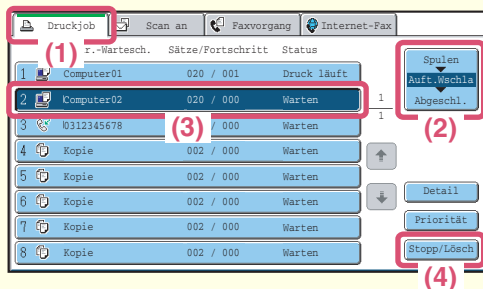 Druckjob Scan an Faxvorgang Internet-Fax
(1)
r.-Wartesch. Sätze/Fortschritt Status
1 Computer01 020 / 001 Druck läuft
2 Computer02 020 / 000 Warten
3 0312345678 000 Warten
(3)
4 Kopie 002 / 000 Warten
5 Kopie 002 / 000 Warten
6 Kopie 002 / 000 Warten
7 Kopie 002 / 000 Warten
8 Kopie 002 / 000 Warten
1
1
Spulen
Auft.Wschla
Abgeschl.
(2)
Detail
Priorität
Stopp/Lösch
(4)